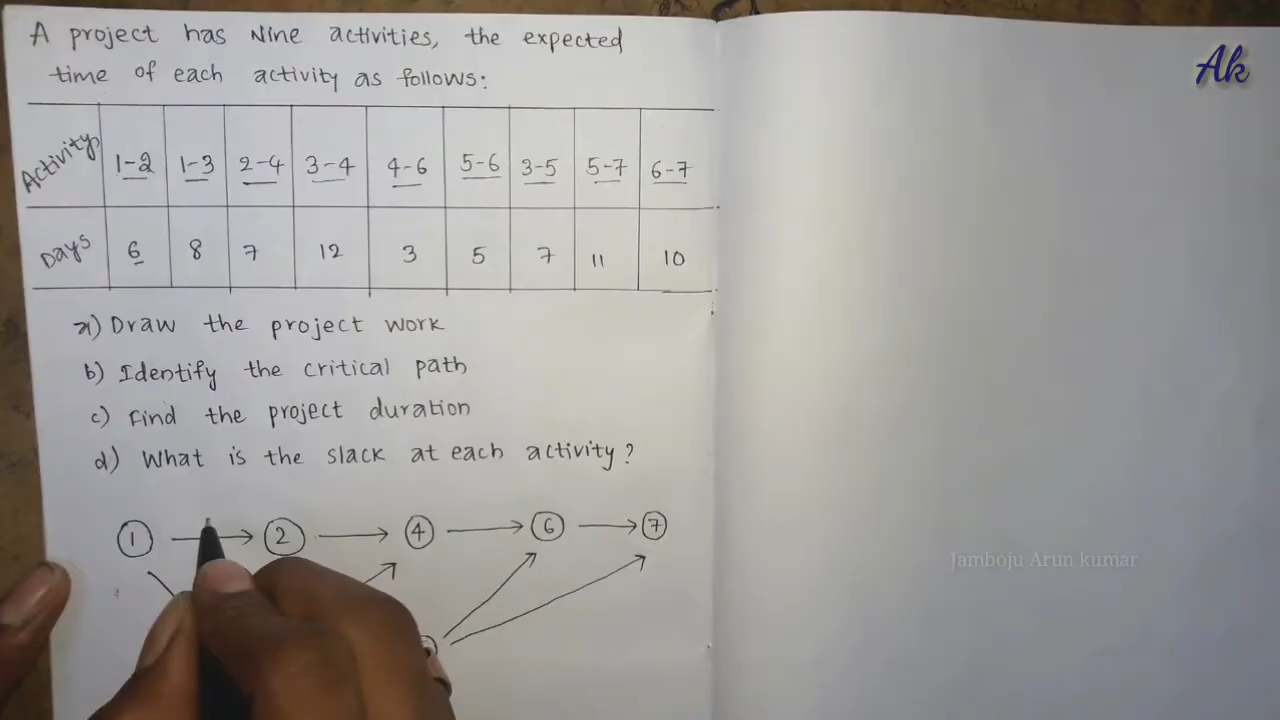 A project has Nine activities, the expected
time of each activity as follows:
Activity 1-2 1-3 2-4 3-4 4-6 5-6 3-5 5-7 6-7
Days 6 8 7 12 3 5 7 11 10
a) Draw the project work
b) Identify the critical path
c) Find the project duration
d) What is the slack at each activity?
1 2 4 6 7
Ak
Jamboju Arun kumar